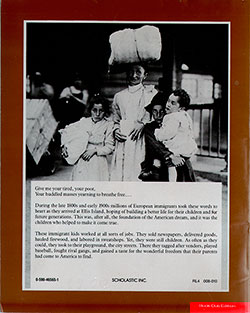 Give me your tired, your poor,
Your huddled masses yearning to breathe free.....
During the late 1800s and early 1900s millions of European immigrants took these words to
heart as they arrived at Ellis Island, hoping of building a better life for their children and for
future generations. This was, after all, the foundation of the American dream, and it was the
children who helped to make it come true.
These immigrant kids worked at all sorts of jobs. They sold newspapers, delivered goods,
hauled firewood, and labored in sweatshops. Yet, they were still children. As often as they
could, they took to their playground, the city streets. There they tagged after vendors, played
baseball, fought rival gangs, and gained a taste for the wonderful freedom that their parents
had come to America to find.
SCHOLASTIC INC.